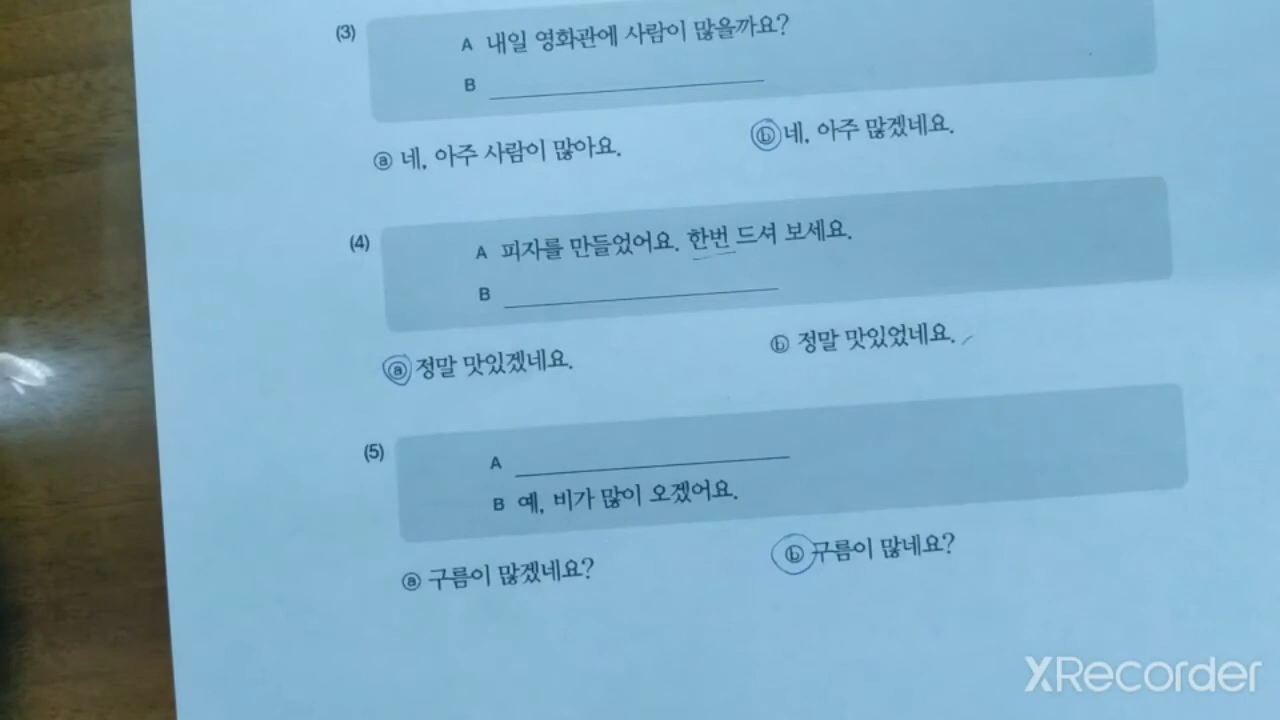 (3)
A 내일 영화관에 사람이 많을까요?
B
ⓐ 네, 아주 사람이 많아요.
ⓑ 네, 아주 많겠네요.
(4)
A 피자를 만들었어요. 한번 드셔 보세요.
B
ⓐ 정말 맛있겠네요.
ⓑ 정말 맛있었네요.
(5)
A
B 예, 비가 많이 오겠어요.
ⓐ 구름이 많겠네요?
ⓑ 구름이 많네요?
XRecorder